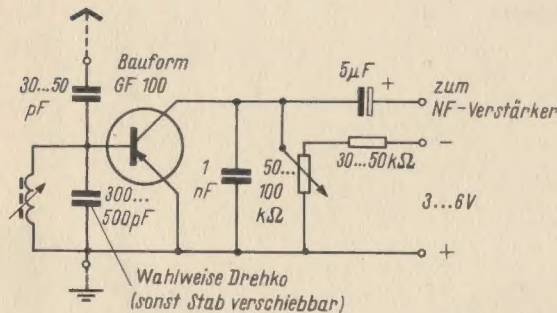 Bauform
GF 100
30...50
pF
5µF +
zum
NF-Verstärker
−
30...50kΩ
1
nF
50...
100
kΩ
300...
500pF
3...6V
+
Wahlweise Drehko
(sonst Stab verschiebbar)